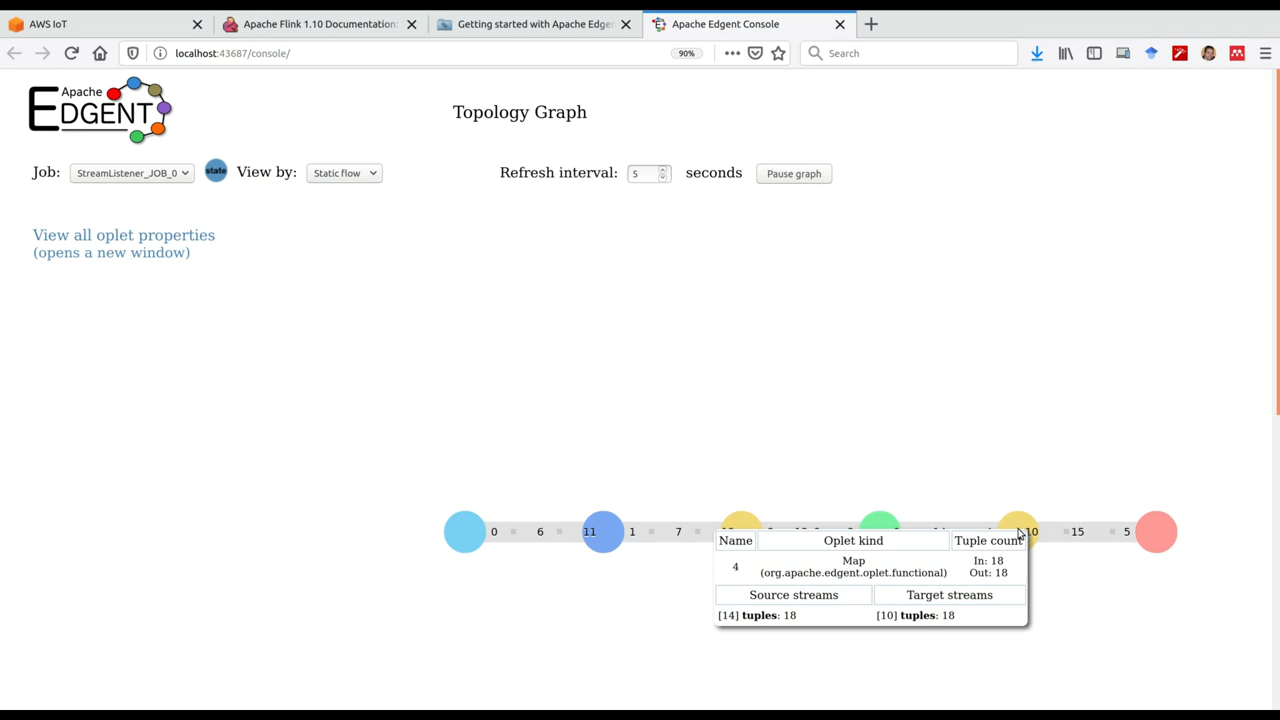 AWS IoT
Apache Flink 1.10 Documentation:
Getting started with Apache Edger
Apache Edgent Console
localhost:43687/console/
90%
Search
Apache
EDGENT
Topology Graph
Job:
StreamListener_JOB_0
state
View by:
Static flow
Refresh interval:
5
seconds
Pause graph
View all oplet properties
(opens a new window)
0 6 11 1 7 10 15 5
Name Oplet kind Tuple count
4
Map
(org.apache.edgent.oplet.functional)
In: 18
Out: 18
Source streams Target streams
[14] tuples: 18 [10] tuples: 18